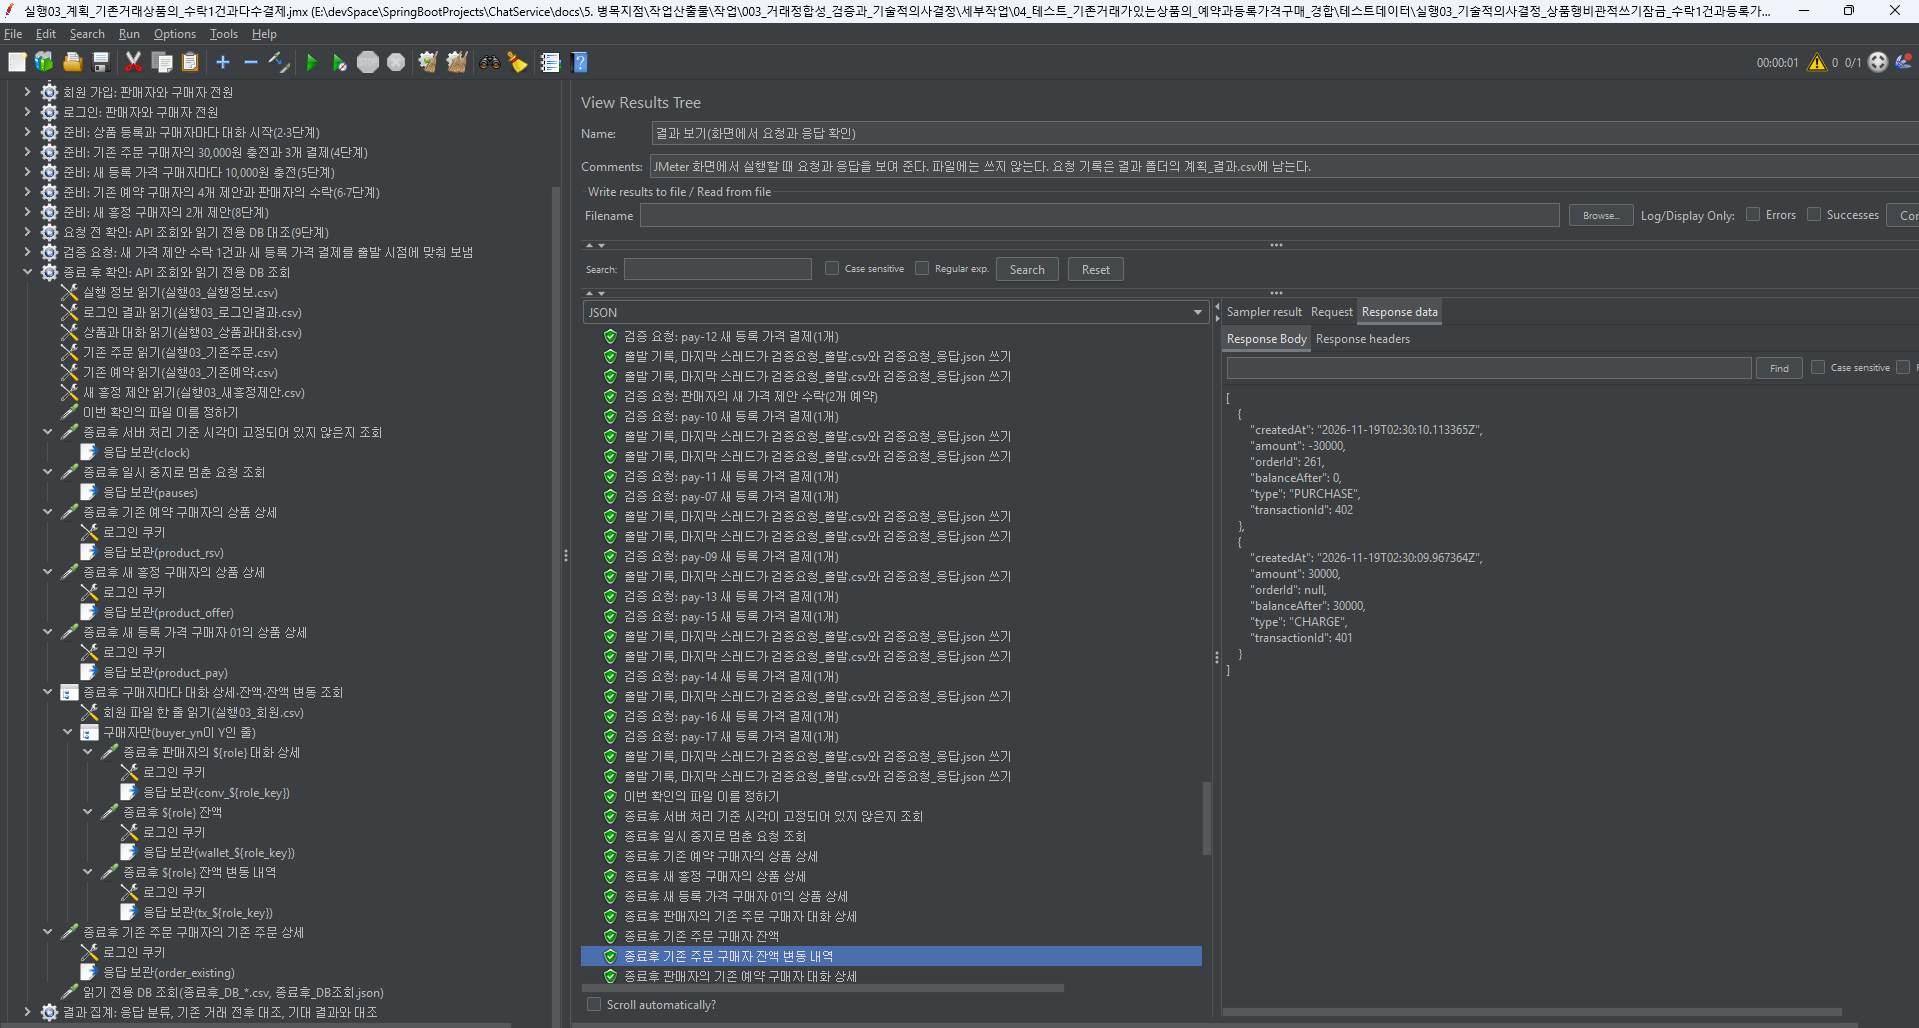 실행03_계획_기존거래상품의_수락1건과다수결제.jmx (E:\devSpace\SpringBootProjects\ChatService\docs\5. 병목지점\작업산출물\작업\003_거래정합성_검증과_기술적의사결정\세부작업\04_테스트_기존거래가있는상품의_예약과등록가격구매_경합\테스트데이터\실행03_기술적의사결정_상품행비관적쓰기잠금_수락1건과등록가...
File Edit Search Run Options Tools Help
00:00:01 0 0/1
회원 가입: 판매자와 구매자 전원
로그인: 판매자와 구매자 전원
준비: 상품 등록과 구매자마다 대화 시작(2·3단계)
준비: 기존 주문 구매자의 30,000원 충전과 3개 결제(4단계)
준비: 새 등록 가격 구매자마다 10,000원 충전(5단계)
준비: 기존 예약 구매자의 4개 제안과 판매자의 수락(6·7단계)
준비: 새 흥정 구매자의 2개 제안(8단계)
요청 전 확인: API 조회와 읽기 전용 DB 대조(9단계)
검증 요청: 새 가격 제안 수락 1건과 새 등록 가격 결제를 출발 시점에 맞춰 보냄
종료 후 확인: API 조회와 읽기 전용 DB 조회
실행 정보 읽기(실행03_실행정보.csv)
로그인 결과 읽기(실행03_로그인결과.csv)
상품과 대화 읽기(실행03_상품과대화.csv)
기존 주문 읽기(실행03_기존주문.csv)
기존 예약 읽기(실행03_기존예약.csv)
새 흥정 제안 읽기(실행03_새흥정제안.csv)
이번 확인의 파일 이름 정하기
종료후 서버 처리 기준 시각이 고정되어 있지 않은지 조회
응답 보관(clock)
종료후 일시 중지로 멈춘 요청 조회
응답 보관(pauses)
종료후 기존 예약 구매자의 상품 상세
로그인 쿠키
응답 보관(product_rsv)
종료후 새 흥정 구매자의 상품 상세
로그인 쿠키
응답 보관(product_offer)
종료후 새 등록 가격 구매자 01의 상품 상세
로그인 쿠키
응답 보관(product_pay)
종료후 구매자마다 대화 상세·잔액·잔액 변동 조회
회원 파일 한 줄 읽기(실행03_회원.csv)
구매자만(buyer_yn이 Y인 줄)
종료후 판매자의 ${role} 대화 상세
로그인 쿠키
응답 보관(conv_${role_key})
종료후 ${role} 잔액
로그인 쿠키
응답 보관(wallet_${role_key})
종료후 ${role} 잔액 변동 내역
로그인 쿠키
응답 보관(tx_${role_key})
종료후 기존 주문 구매자의 기존 주문 상세
로그인 쿠키
응답 보관(order_existing)
읽기 전용 DB 조회(종료후_DB_*.csv, 종료후_DB조회.json)
결과 집계: 응답 분류, 기존 거래 전후 대조, 기대 결과와 대조
View Results Tree
Name: 결과 보기(화면에서 요청과 응답 확인)
Comments: JMeter 화면에서 실행할 때 요청과 응답을 보여 준다. 파일에는 쓰지 않는다. 요청 기록은 결과 폴더의 계획_결과.csv에 남는다.
Write results to file / Read from file
Filename Browse... Log/Display Only: Errors Successes Con
Search: Case sensitive Regular exp. Search Reset
JSON
검증 요청: pay-12 새 등록 가격 결제(1개)
출발 기록, 마지막 스레드가 검증요청_출발.csv와 검증요청_응답.json 쓰기
출발 기록, 마지막 스레드가 검증요청_출발.csv와 검증요청_응답.json 쓰기
검증 요청: 판매자의 새 가격 제안 수락(2개 예약)
검증 요청: pay-10 새 등록 가격 결제(1개)
출발 기록, 마지막 스레드가 검증요청_출발.csv와 검증요청_응답.json 쓰기
출발 기록, 마지막 스레드가 검증요청_출발.csv와 검증요청_응답.json 쓰기
검증 요청: pay-11 새 등록 가격 결제(1개)
검증 요청: pay-07 새 등록 가격 결제(1개)
출발 기록, 마지막 스레드가 검증요청_출발.csv와 검증요청_응답.json 쓰기
출발 기록, 마지막 스레드가 검증요청_출발.csv와 검증요청_응답.json 쓰기
검증 요청: pay-09 새 등록 가격 결제(1개)
출발 기록, 마지막 스레드가 검증요청_출발.csv와 검증요청_응답.json 쓰기
검증 요청: pay-13 새 등록 가격 결제(1개)
검증 요청: pay-15 새 등록 가격 결제(1개)
출발 기록, 마지막 스레드가 검증요청_출발.csv와 검증요청_응답.json 쓰기
출발 기록, 마지막 스레드가 검증요청_출발.csv와 검증요청_응답.json 쓰기
검증 요청: pay-14 새 등록 가격 결제(1개)
출발 기록, 마지막 스레드가 검증요청_출발.csv와 검증요청_응답.json 쓰기
검증 요청: pay-16 새 등록 가격 결제(1개)
검증 요청: pay-17 새 등록 가격 결제(1개)
출발 기록, 마지막 스레드가 검증요청_출발.csv와 검증요청_응답.json 쓰기
출발 기록, 마지막 스레드가 검증요청_출발.csv와 검증요청_응답.json 쓰기
이번 확인의 파일 이름 정하기
종료후 서버 처리 기준 시각이 고정되어 있지 않은지 조회
종료후 일시 중지로 멈춘 요청 조회
종료후 기존 예약 구매자의 상품 상세
종료후 새 흥정 구매자의 상품 상세
종료후 새 등록 가격 구매자 01의 상품 상세
종료후 판매자의 기존 주문 구매자 대화 상세
종료후 기존 주문 구매자 잔액
종료후 기존 주문 구매자 잔액 변동 내역
종료후 판매자의 기존 예약 구매자 대화 상세
Scroll automatically?
Sampler result Request Response data
Response Body Response headers
Find Case sensitive
[
{
"createdAt": "2026-11-19T02:30:10.113365Z",
"amount": -30000,
"orderId": 261,
"balanceAfter": 0,
"type": "PURCHASE",
"transactionId": 402
},
{
"createdAt": "2026-11-19T02:30:09.967364Z",
"amount": 30000,
"orderId": null,
"balanceAfter": 30000,
"type": "CHARGE",
"transactionId": 401
}
]